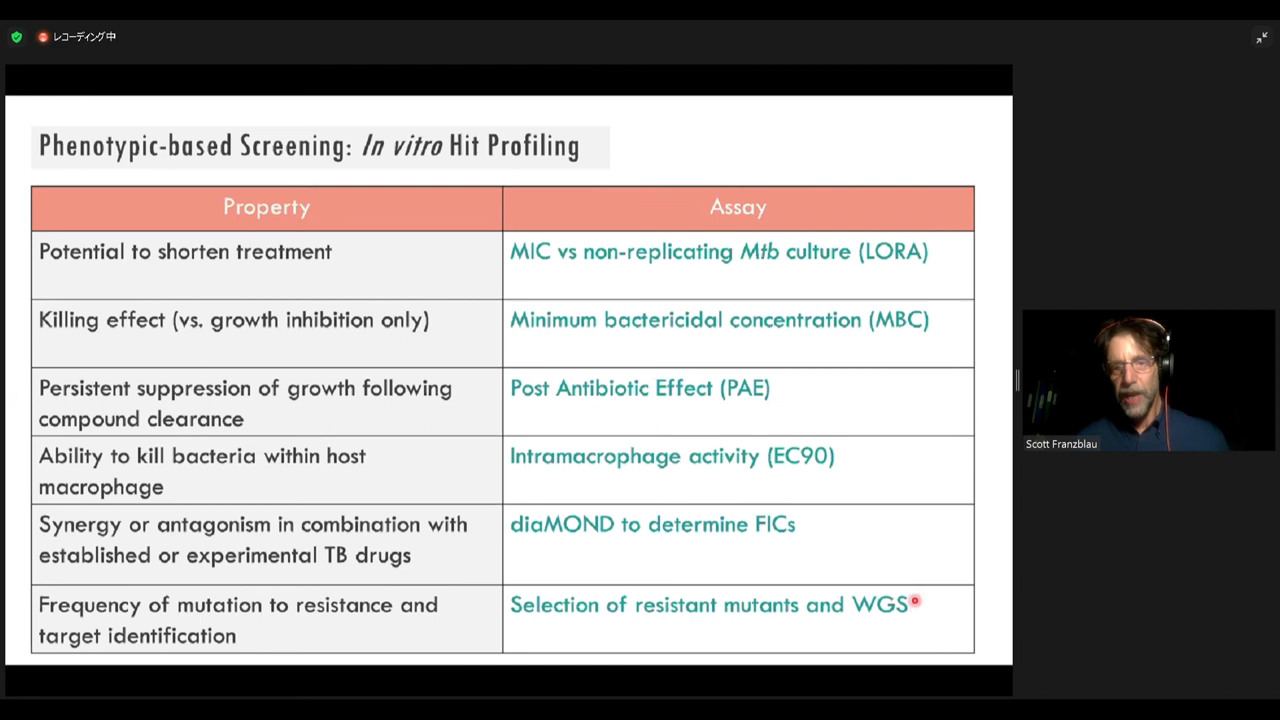 レコーディング中
Phenotypic-based Screening: In vitro Hit Profiling
Property
Assay
Potential to shorten treatment
MIC vs non-replicating Mtb culture (LORA)
Killing effect (vs. growth inhibition only)
Minimum bactericidal concentration (MBC)
Persistent suppression of growth following
compound clearance
Post Antibiotic Effect (PAE)
Ability to kill bacteria within host
macrophage
Intramacrophage activity (EC90)
Synergy or antagonism in combination with
established or experimental TB drugs
diaMOND to determine FICs
Frequency of mutation to resistance and
target identification
Selection of resistant mutants and WGS
Scott Franzblau